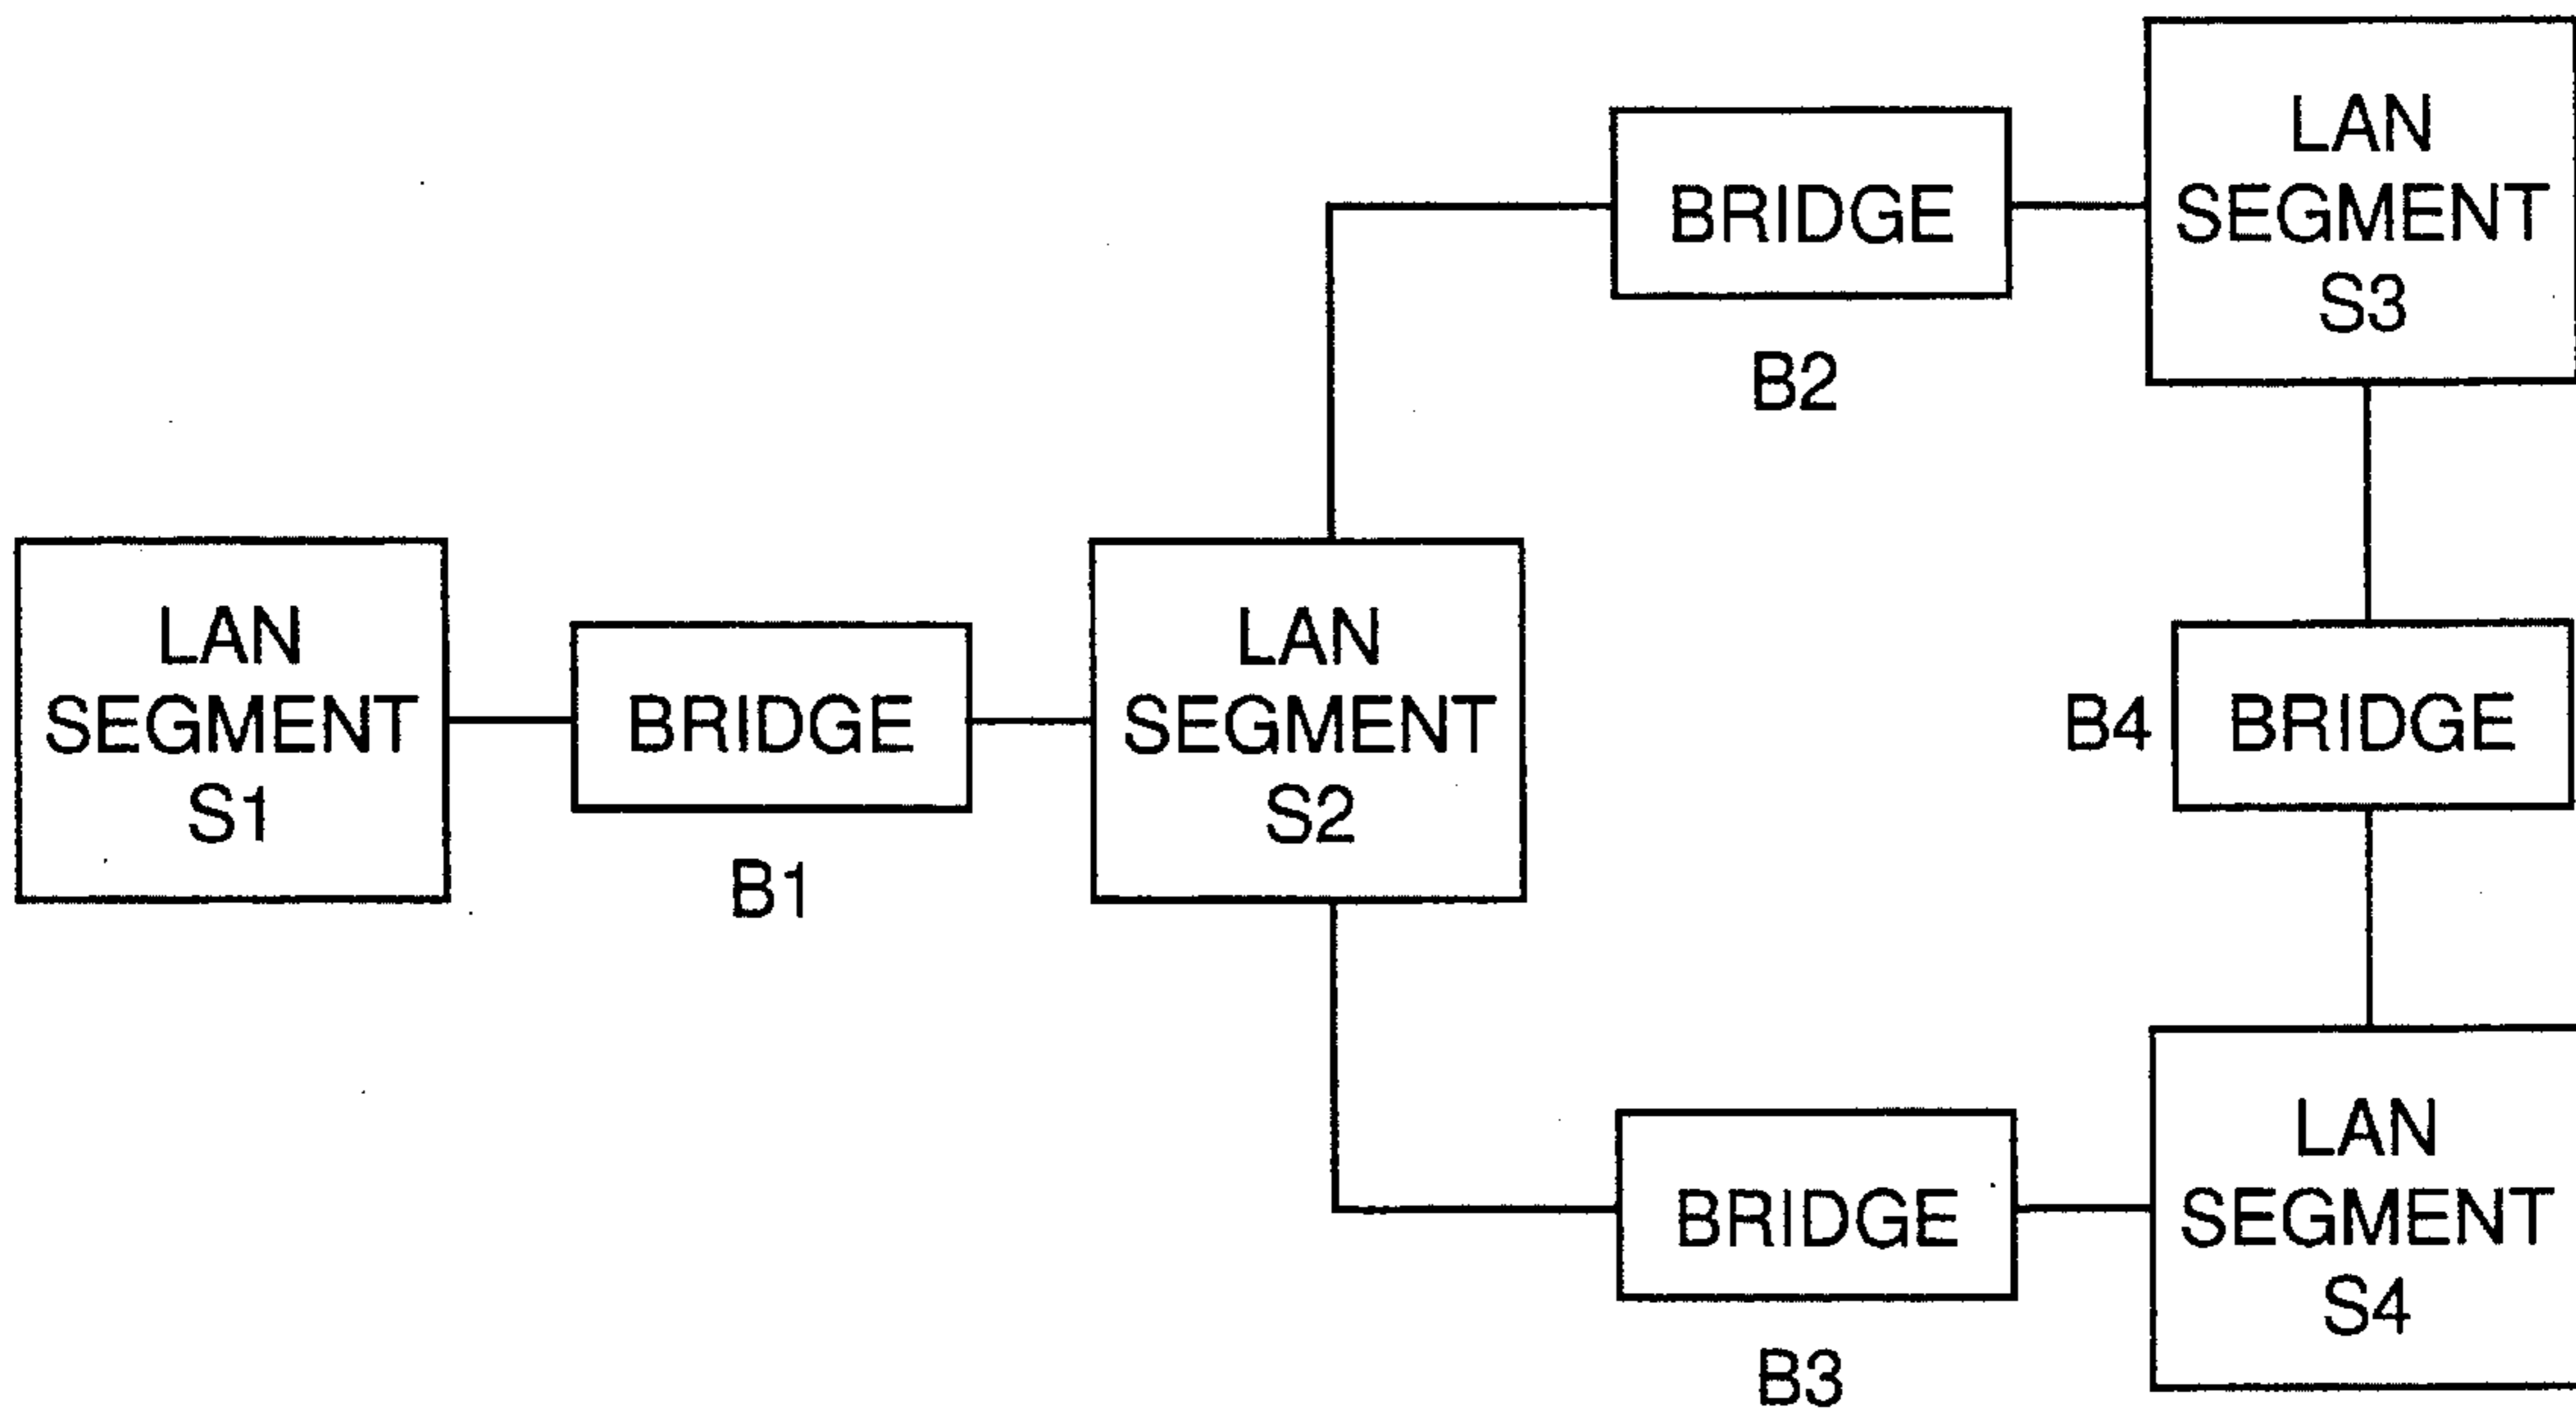 LAN
SEGMENT
S3
BRIDGE
B2
LAN
SEGMENT
S1
BRIDGE
B1
LAN
SEGMENT
S2
B4
BRIDGE
BRIDGE
B3
LAN
SEGMENT
S4